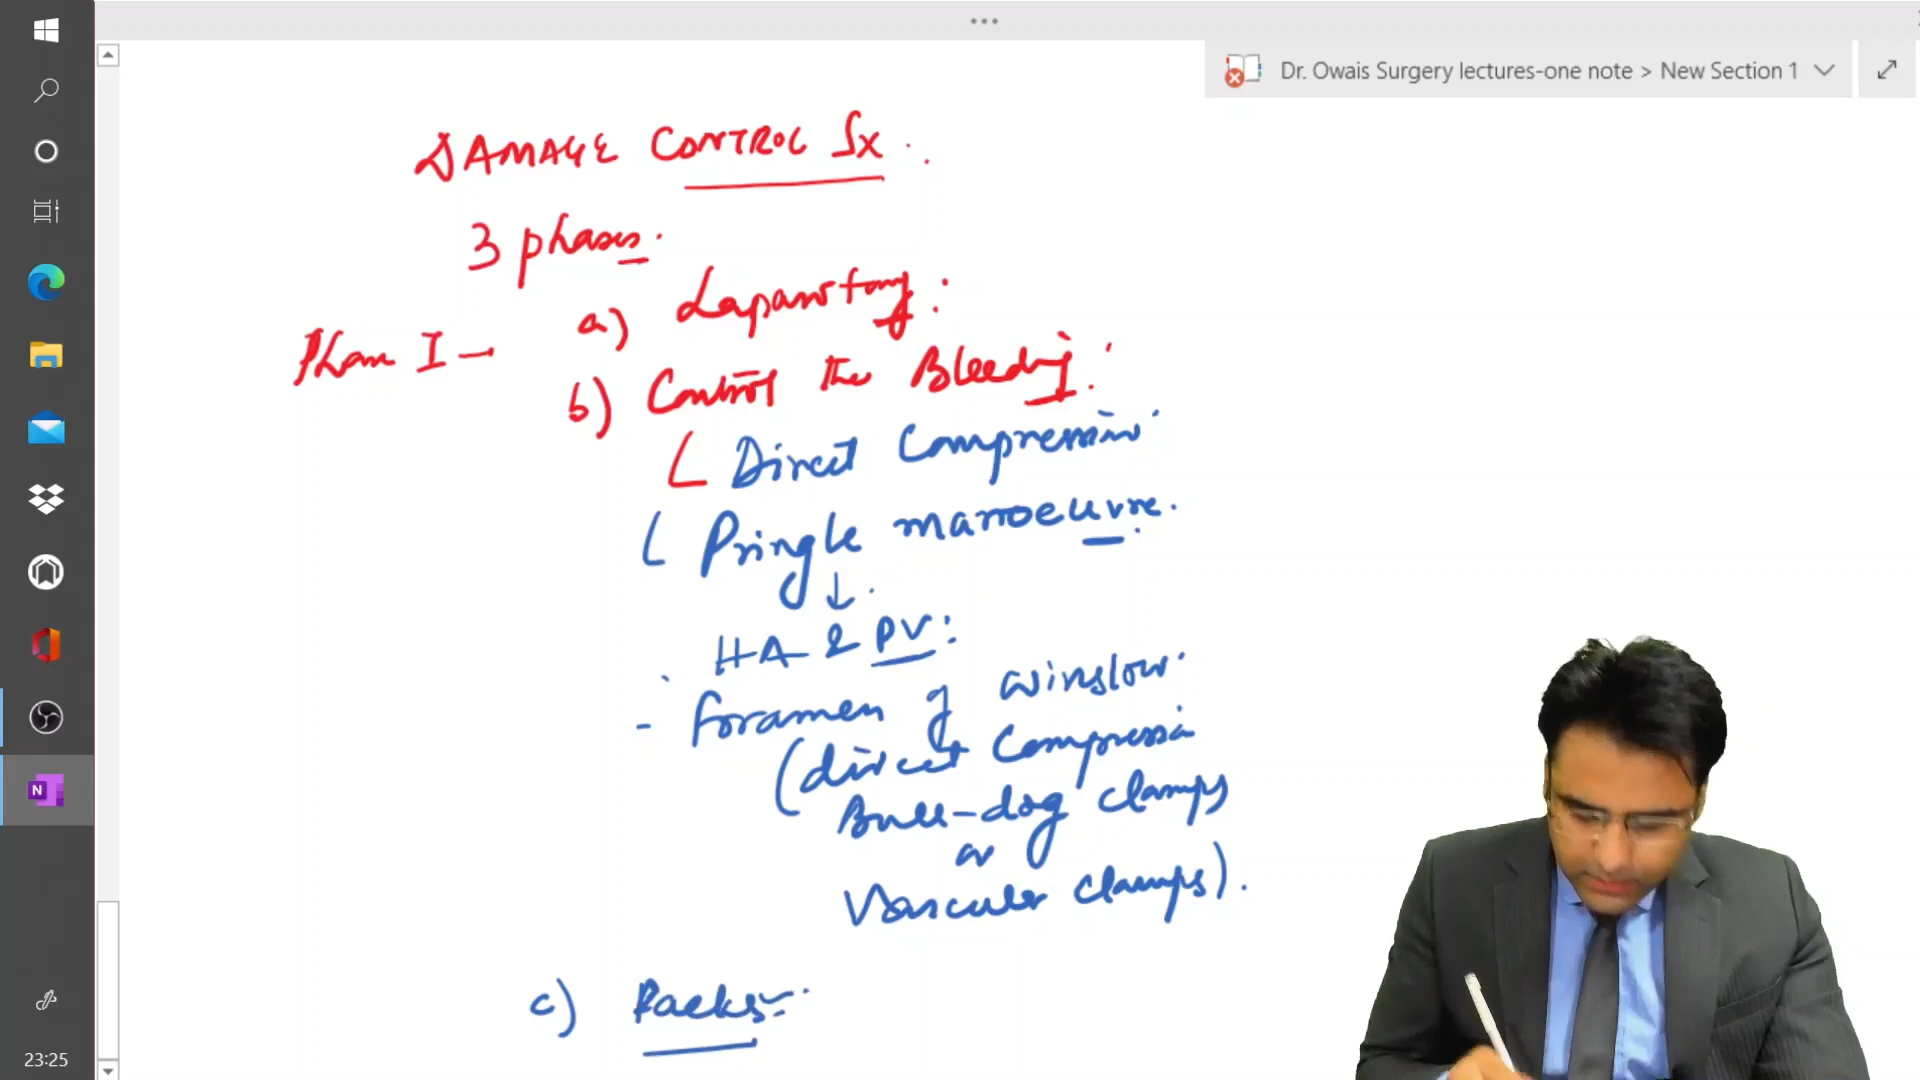 Dr. Owais Surgery lectures-one note > New Section 1
DAMAGE CONTROL Sx
3 phases
Phase I - a) Laparotomy
b) Control the Bleeding
Direct Compression
Pringle manoeuvre
HA & PV
- Foramen of winslow
(direct compression
Bull-dog clamps
or
Vascular clamps)
c) Packs
23:25